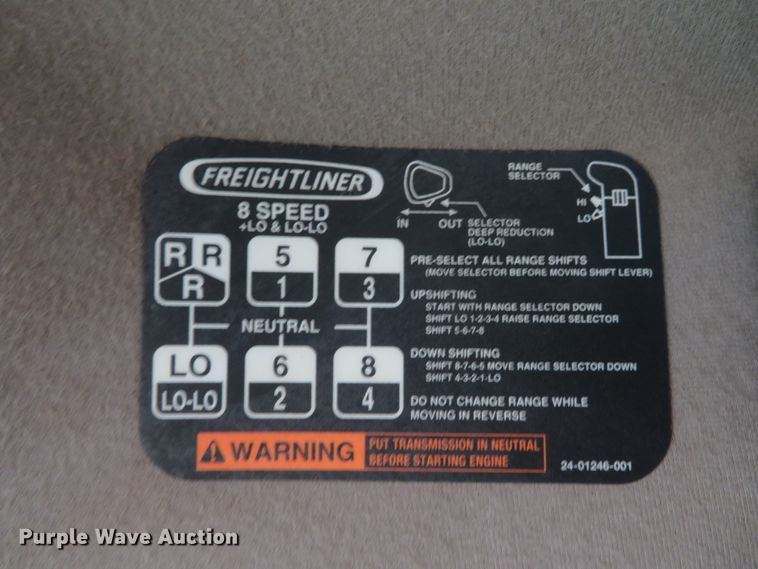 FREIGHTLINER
8 SPEED
+LO & LO-LO
R R
R
5
1
7
3
NEUTRAL
LO
LO-LO
6
2
8
4
IN OUT
SELECTOR
DEEP REDUCTION
(LO-LO)
RANGE
SELECTOR
HI
LO
PRE-SELECT ALL RANGE SHIFTS
(MOVE SELECTOR BEFORE MOVING SHIFT LEVER)
UPSHIFTING
START WITH RANGE SELECTOR DOWN
SHIFT LO 1-2-3-4 RAISE RANGE SELECTOR
SHIFT 5-6-7-8
DOWN SHIFTING
SHIFT 8-7-6-5 MOVE RANGE SELECTOR DOWN
SHIFT 4-3-2-1-LO
DO NOT CHANGE RANGE WHILE
MOVING IN REVERSE
WARNING
PUT TRANSMISSION IN NEUTRAL
BEFORE STARTING ENGINE
24-01246-001
Purple Wave Auction